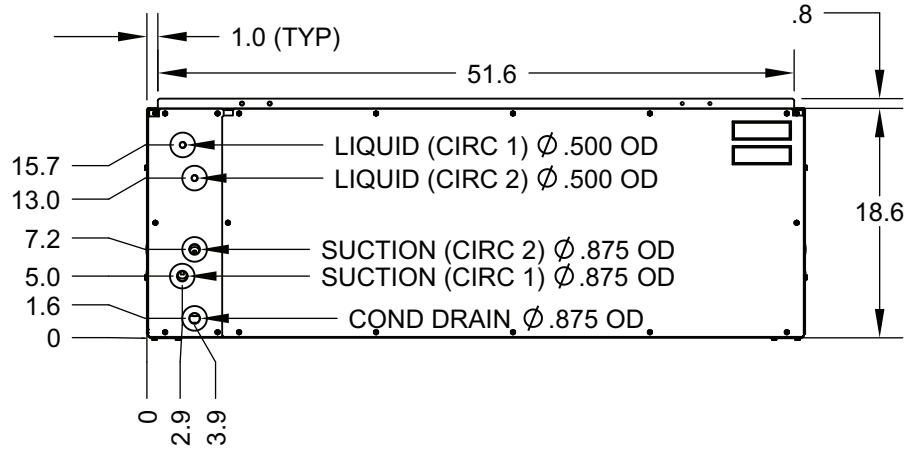 .8
1.0 (TYP)
51.6
15.7
LIQUID (CIRC 1) Ø .500 OD
13.0
LIQUID (CIRC 2) Ø .500 OD
18.6
7.2
SUCTION (CIRC 2) Ø .875 OD
5.0
SUCTION (CIRC 1) Ø .875 OD
1.6
COND DRAIN Ø .875 OD
0
0
2.9
3.9